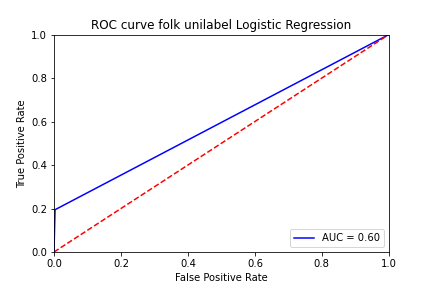 ROC curve folk unilabel Logistic Regression
True Positive Rate
1.0
0.8
0.6
0.4
0.2
0.0
AUC = 0.60
0.0 0.2 0.4 0.6 0.8 1.0
False Positive Rate